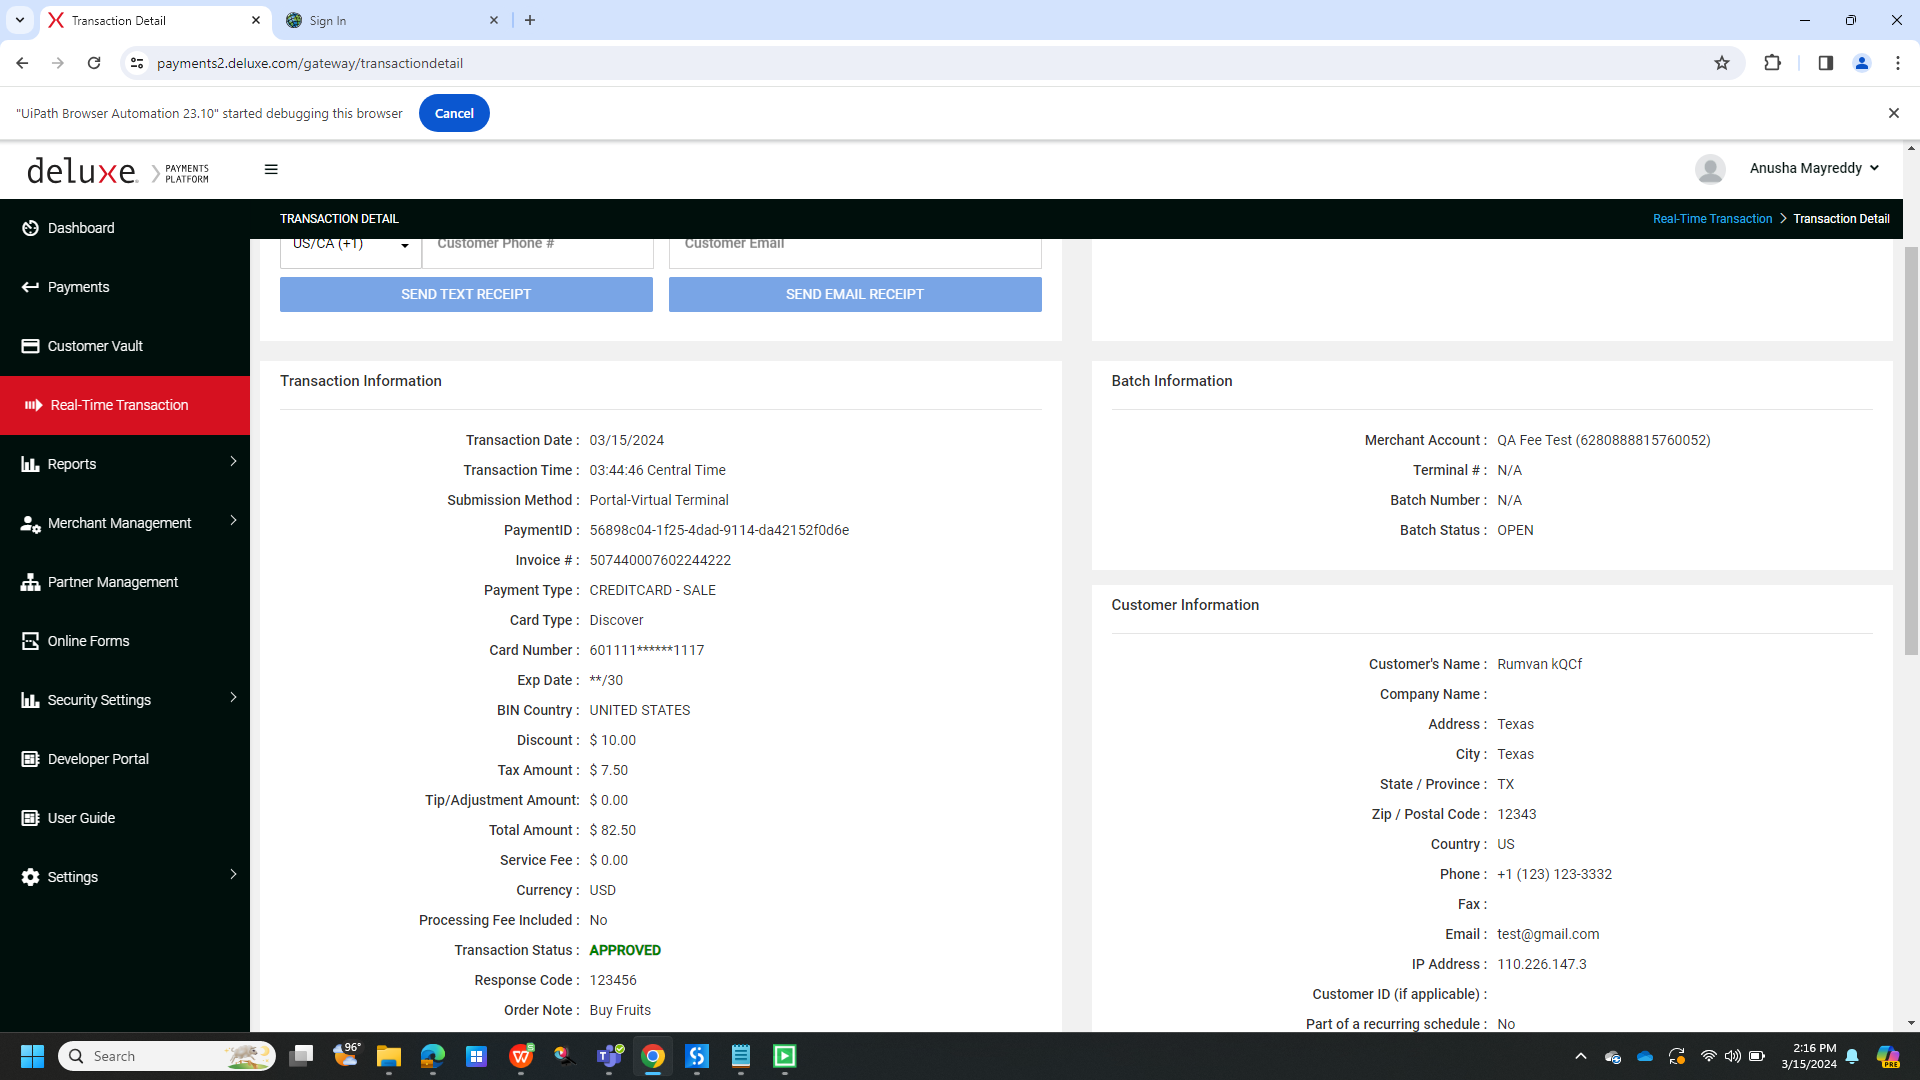 Transaction Detail
Sign In
payments2.deluxe.com/gateway/transactiondetail
"UiPath Browser Automation 23.10" started debugging this browser
Cancel
deluxe.
PAYMENTS
PLATFORM
Anusha Mayreddy
Dashboard
Payments
Customer Vault
Real-Time Transaction
Reports
Merchant Management
Partner Management
Online Forms
Security Settings
Developer Portal
User Guide
Settings
TRANSACTION DETAIL
Real-Time Transaction > Transaction Detail
US/CA (+1)
Customer Phone #
Customer Email
SEND TEXT RECEIPT
SEND EMAIL RECEIPT
Transaction Information
Transaction Date : 03/15/2024
Transaction Time : 03:44:46 Central Time
Submission Method : Portal-Virtual Terminal
PaymentID : 56898c04-1f25-4dad-9114-da42152f0d6e
Invoice # : 507440007602244222
Payment Type : CREDITCARD - SALE
Card Type : Discover
Card Number : 601111******1117
Exp Date : **/30
BIN Country : UNITED STATES
Discount : $ 10.00
Tax Amount : $ 7.50
Tip/Adjustment Amount: $ 0.00
Total Amount : $ 82.50
Service Fee : $ 0.00
Currency : USD
Processing Fee Included : No
Transaction Status : APPROVED
Response Code : 123456
Order Note : Buy Fruits
Batch Information
Merchant Account : QA Fee Test (6280888815760052)
Terminal # : N/A
Batch Number : N/A
Batch Status : OPEN
Customer Information
Customer's Name : Rumvan kQCf
Company Name :
Address : Texas
City : Texas
State / Province : TX
Zip / Postal Code : 12343
Country : US
Phone : +1 (123) 123-3332
Fax :
Email : test@gmail.com
IP Address : 110.226.147.3
Customer ID (if applicable) :
Part of a recurring schedule : No
Search
96°
2:16 PM
3/15/2024
PRE